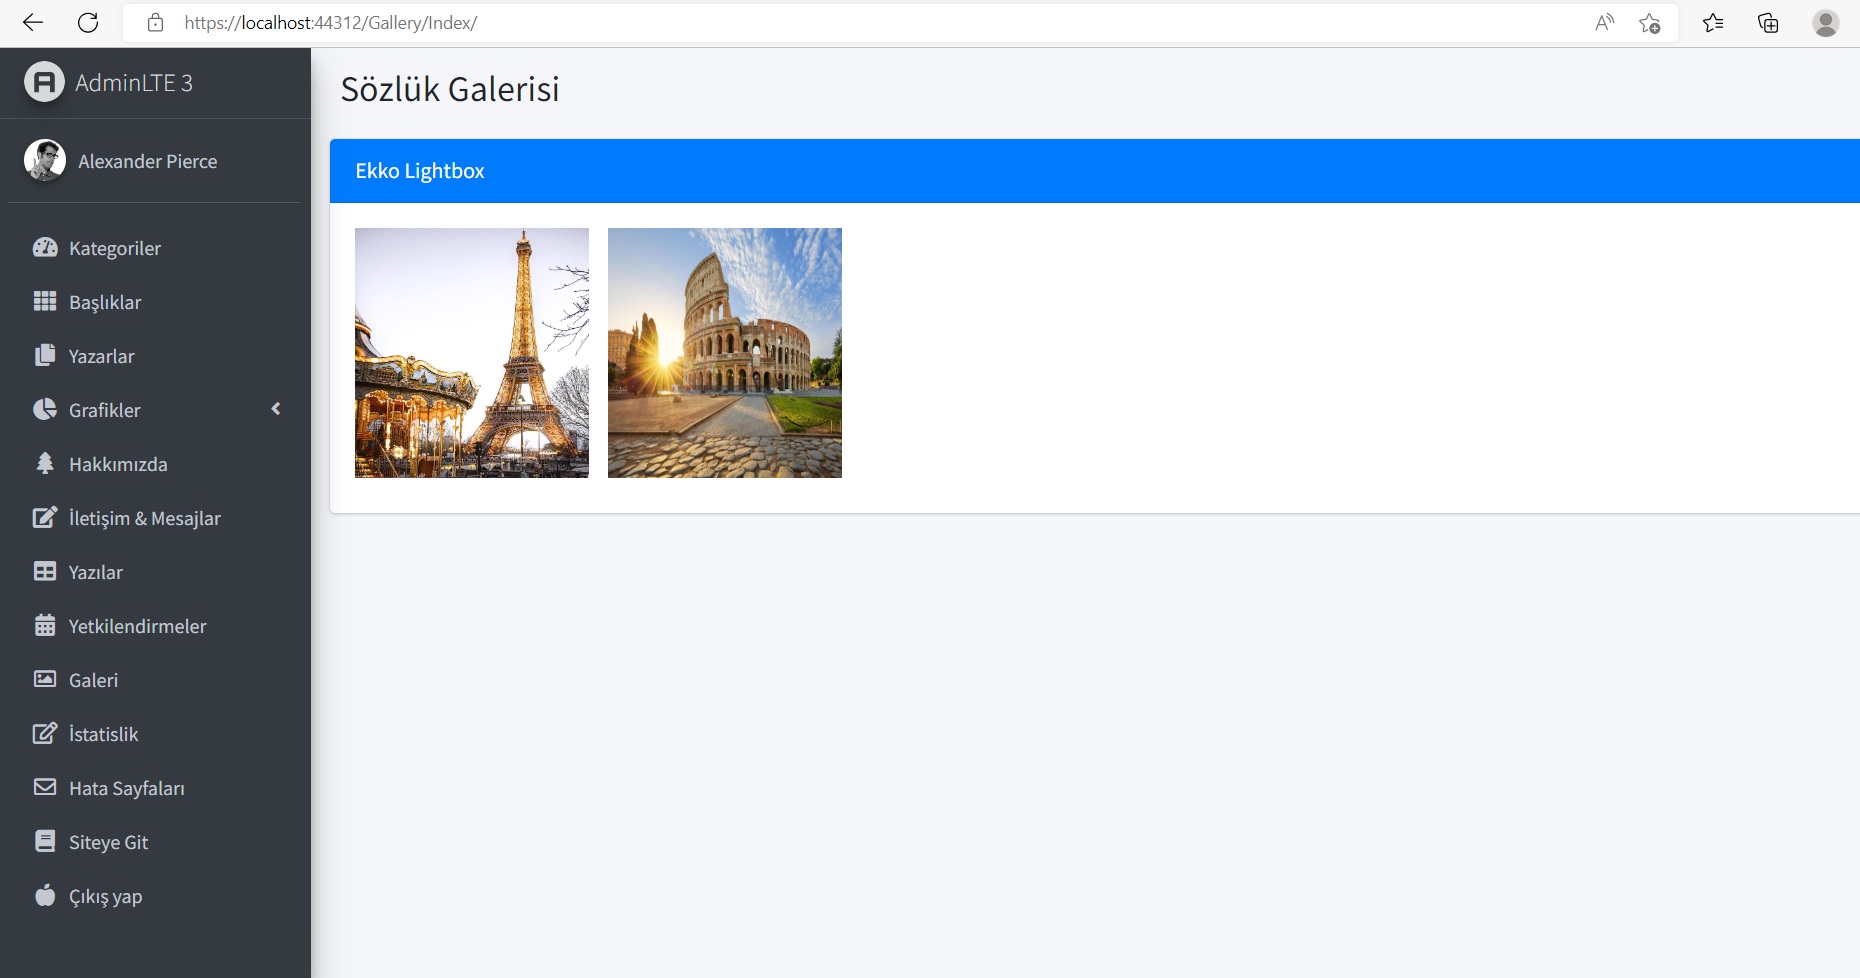 https://localhost:44312/Gallery/Index/
AdminLTE 3
Alexander Pierce
Kategoriler
Başlıklar
Yazarlar
Grafikler
Hakkımızda
İletişim & Mesajlar
Yazılar
Yetkilendirmeler
Galeri
İstatislik
Hata Sayfaları
Siteye Git
Çıkış yap
Sözlük Galerisi
Ekko Lightbox